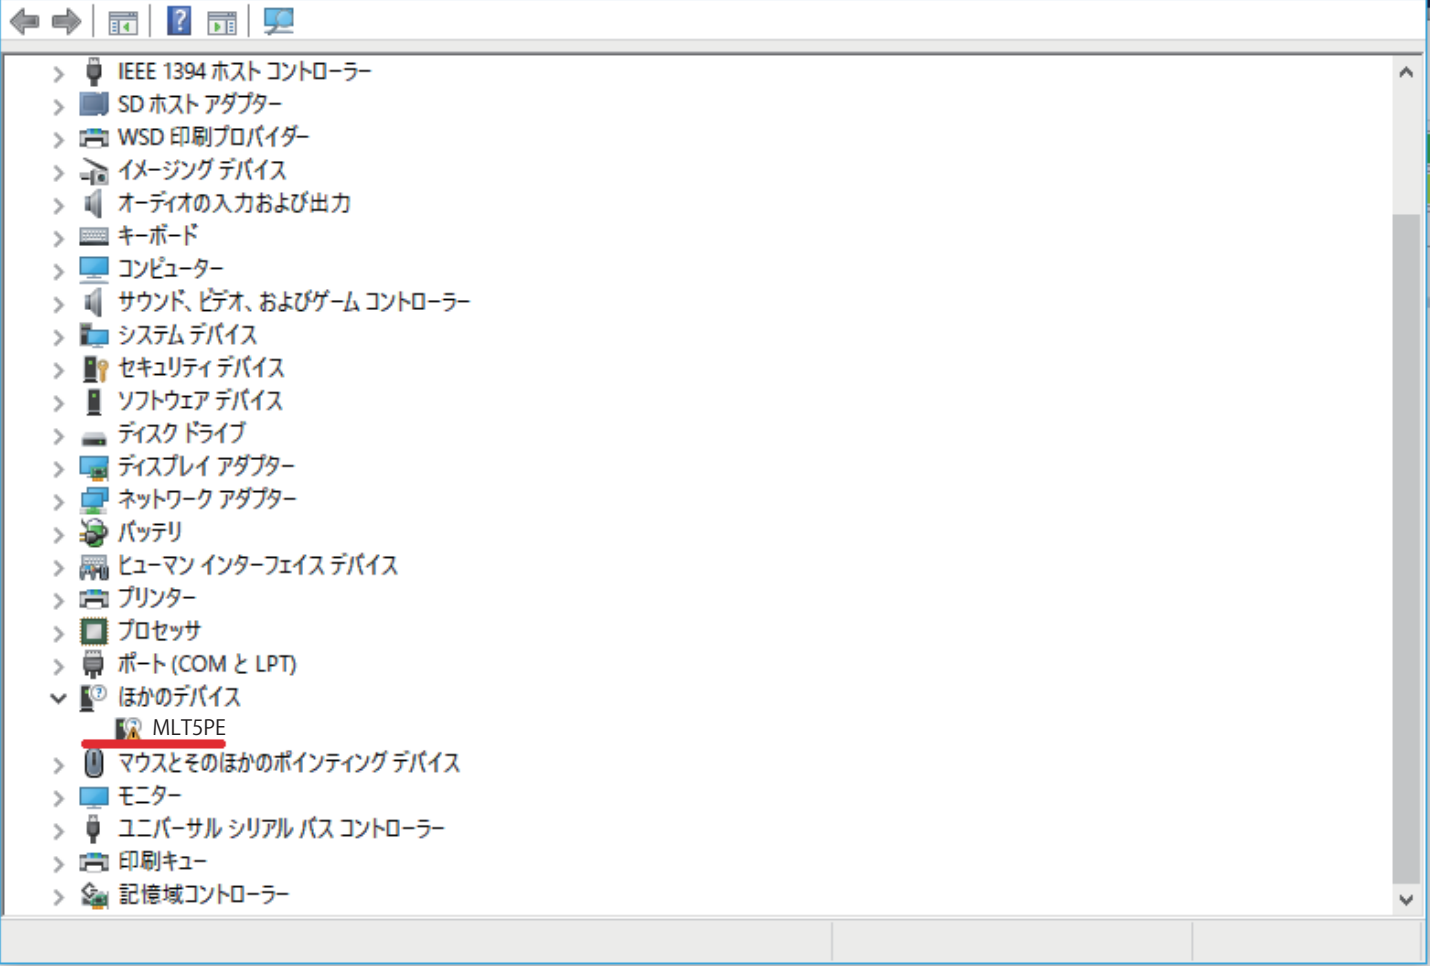 IEEE 1394 ホスト コントローラー
SD ホスト アダプター
WSD 印刷プロバイダー
イメージング デバイス
オーディオの入力および出力
キーボード
コンピューター
サウンド、ビデオ、およびゲーム コントローラー
システム デバイス
セキュリティ デバイス
ソフトウェア デバイス
ディスク ドライブ
ディスプレイ アダプター
ネットワーク アダプター
バッテリ
ヒューマン インターフェイス デバイス
プリンター
プロセッサ
ポート (COM と LPT)
ほかのデバイス
MLT5PE
マウスとそのほかのポインティング デバイス
モニター
ユニバーサル シリアル バス コントローラー
印刷キュー
記憶域コントローラー